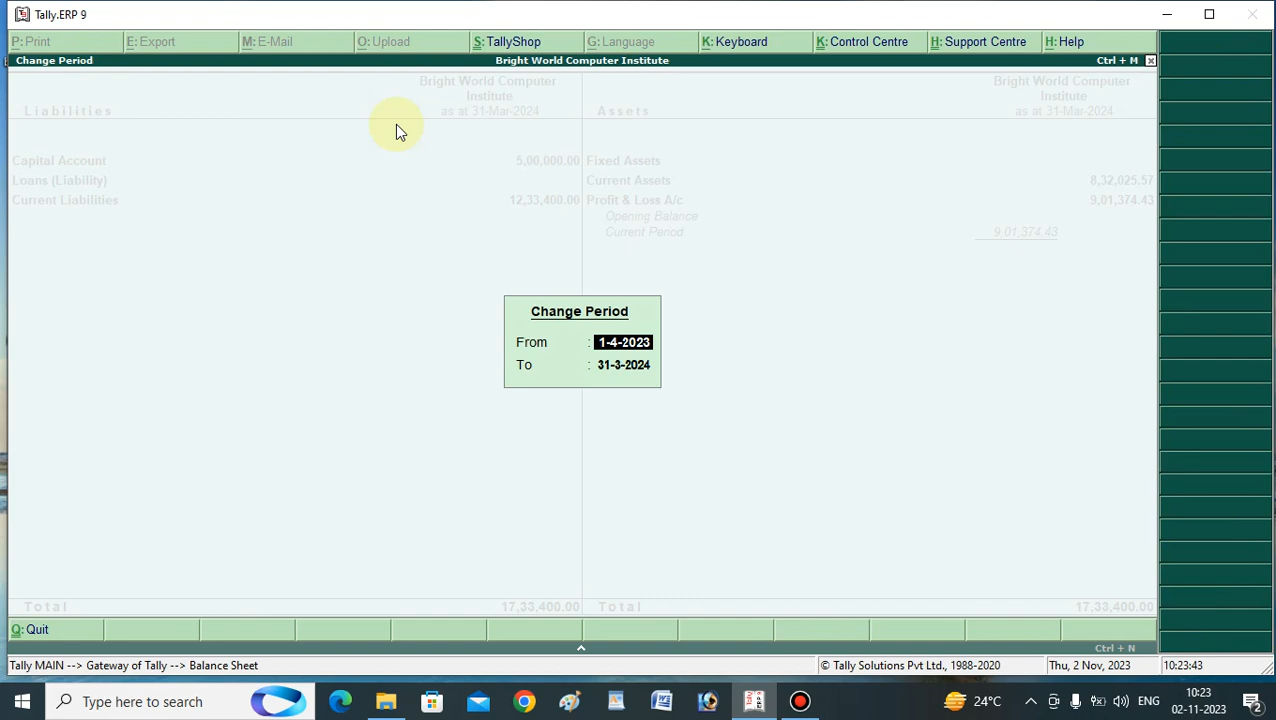 Tally.ERP 9
P: Print E: Export M: E-Mail O: Upload S: TallyShop G: Language K: Keyboard K: Control Centre H: Support Centre H: Help
Change Period Bright World Computer Institute Ctrl + M
Bright World Computer Bright World Computer
Institute Institute
Liabilities as at 31-Mar-2024 Assets as at 31-Mar-2024
Capital Account 5,00,000.00 Fixed Assets
Loans (Liability) Current Assets 8,32,025.57
Current Liabilities 12,33,400.00 Profit & Loss A/c 9,01,374.43
Opening Balance
Current Period 9,01,374.43
Change Period
From : 1-4-2023
To : 31-3-2024
Total 17,33,400.00 Total 17,33,400.00
Q: Quit
Ctrl + N
Tally MAIN --> Gateway of Tally --> Balance Sheet © Tally Solutions Pvt Ltd., 1988-2020 Thu, 2 Nov, 2023 10:23:43
Type here to search 24°C ENG 10:23
02-11-2023 2